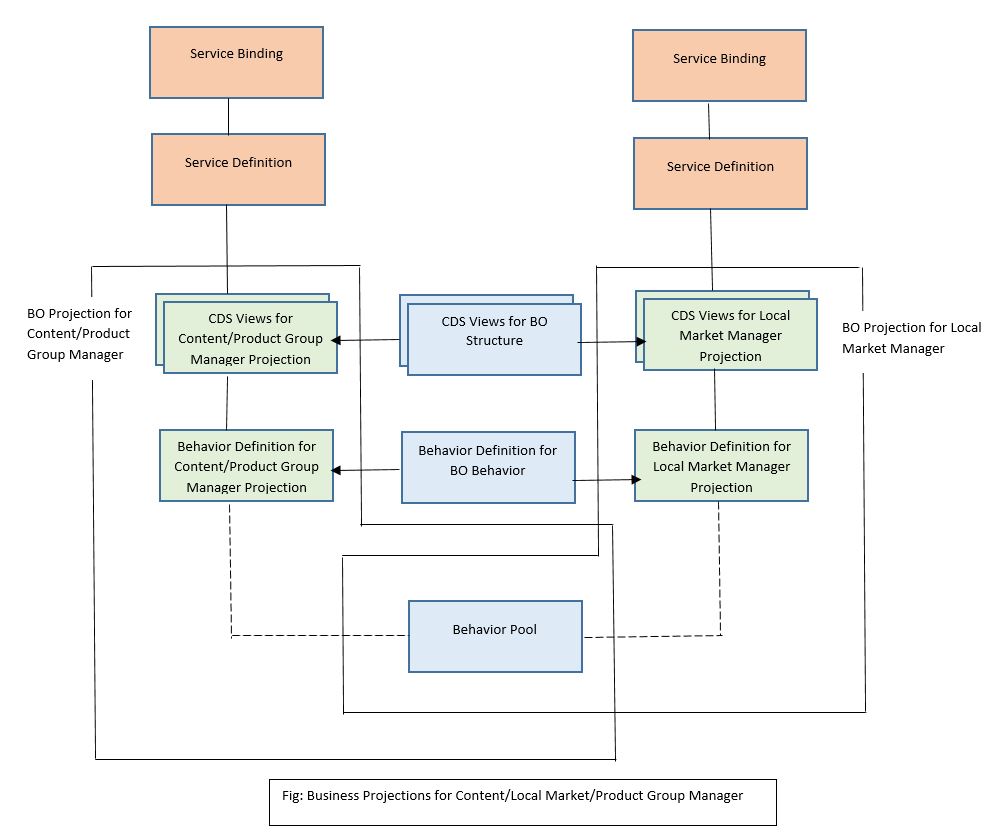 Service Binding
Service Binding
Service Definition
Service Definition
BO Projection for
Content/Product
Group Manager
CDS Views for
Content/Product Group
Manager Projection
CDS Views for BO
Structure
CDS Views for Local
Market Manager
Projection
BO Projection for Local
Market Manager
Behavior Definition for
Content/Product Group
Manager Projection
Behavior Definition for
BO Behavior
Behavior Definition for
Local Market Manager
Projection
Behavior Pool
Fig: Business Projections for Content/Local Market/Product Group Manager